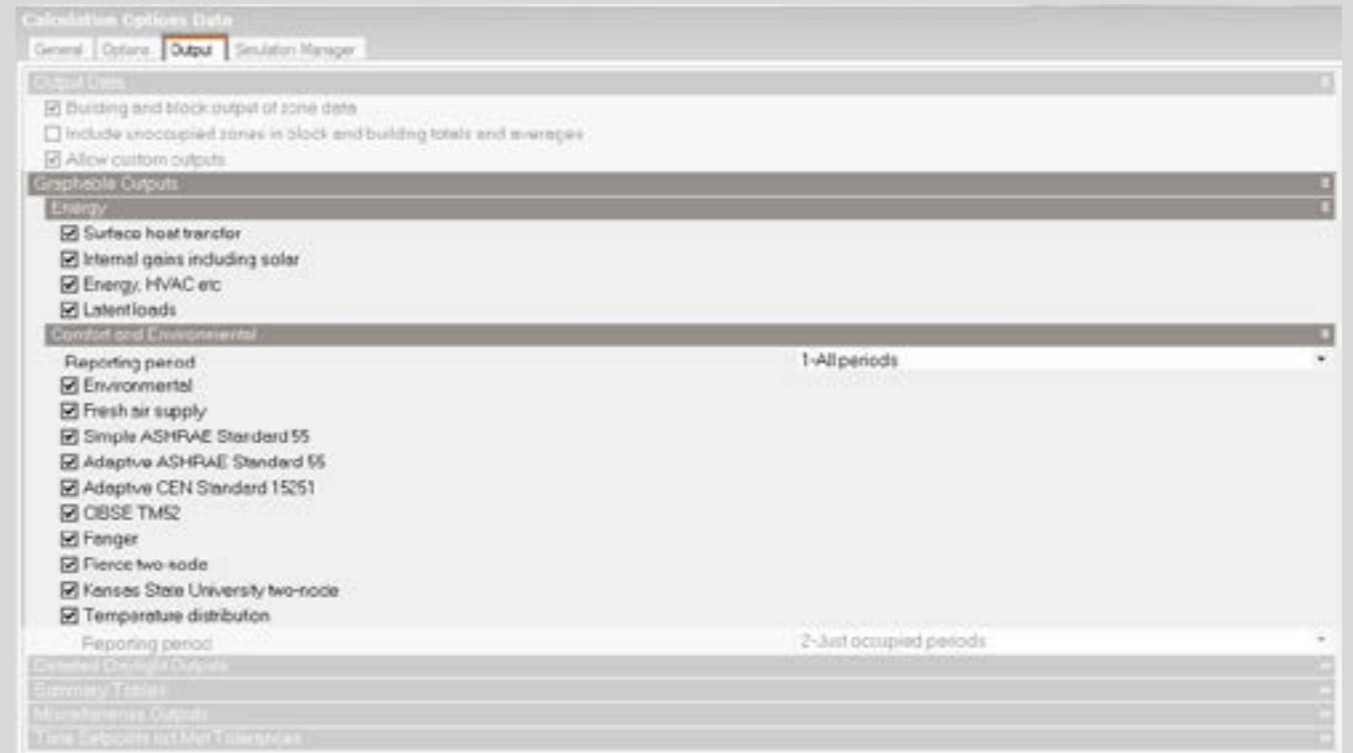 Calculation Options Data
General Options Output Simulation Manager
Output Data
Building and block output of zone data
Include unoccupied zones in block and building totals and averages
Allow custom outputs
Grapheable Outputs
Energy
Surface heat transfer
Internal gains including solar
Energy, HVAC etc
Latent loads
Comfort and Environmental
Reporting period 1-All periods
Environmental
Fresh air supply
Simple ASHRAE Standard 55
Adaptive ASHRAE Standard 55
Adaptive CEN Standard 15251
CIBSE TM52
Fanger
Pierce two-node
Kansas State University two-node
Temperature distribution
Reporting period 2-Just occupied periods
Detailed Daylight Outputs
Summary Tables
Miscellaneous Outputs
Time Setpoints not Met Tolerances